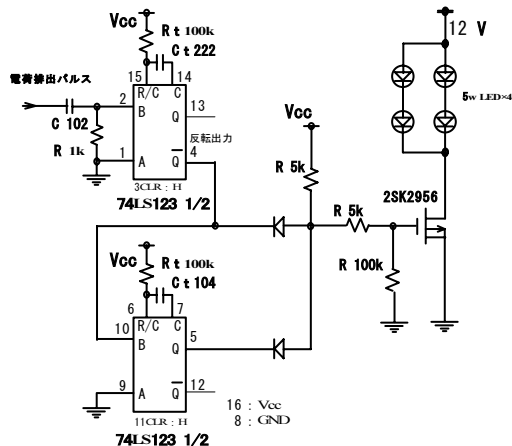 Vcc
R t 100k
C t 222
15
14
電荷排出パルス
R/C
C
2
B
Q
13
C 102
反転出力
R 1k
1
A
Q
4
3CLR : H
74LS123 1/2
Vcc
R 5k
R 5k
R 100k
2SK2956
12 V
5w LED×4
Vcc
R t 100k
C t 104
6
7
R/C
C
10
B
Q
5
9
A
Q
12
11CLR : H
74LS123 1/2
16 : Vcc
8 : GND